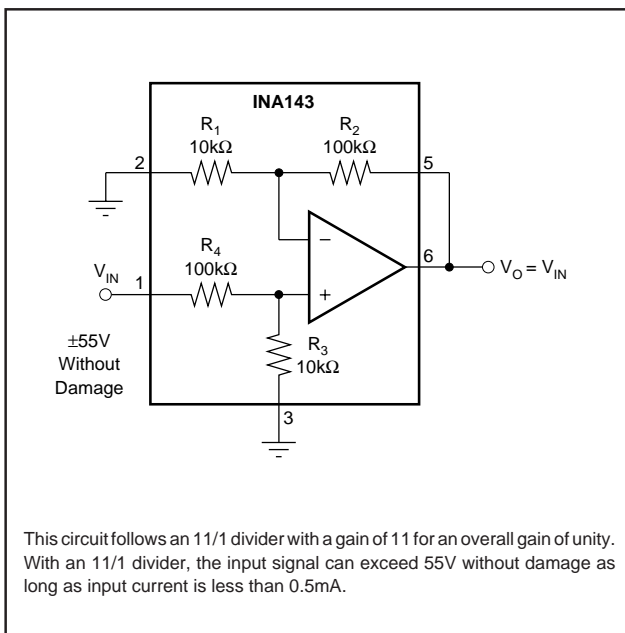 INA143
R1
10kΩ
R2
100kΩ
2
5
R4
100kΩ
VIN
1
−
+
6
VO = VIN
±55V
Without
Damage
R3
10kΩ
3
This circuit follows an 11/1 divider with a gain of 11 for an overall gain of unity.
With an 11/1 divider, the input signal can exceed 55V without damage as
long as input current is less than 0.5mA.